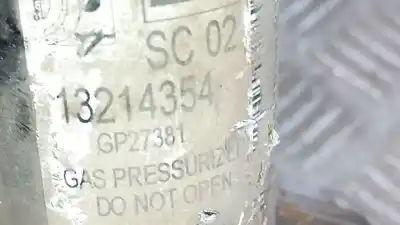 SC 02
13214354
GP27381
GAS PRESSURIZED
DO NOT OPEN